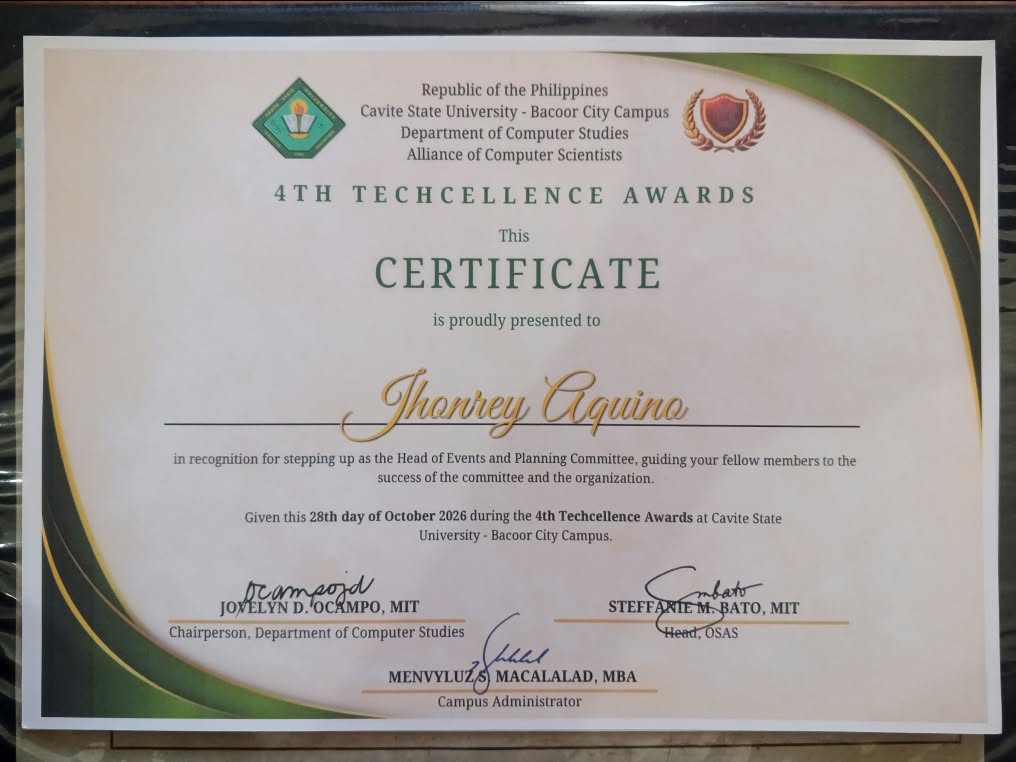 Republic of the Philippines
Cavite State University - Bacoor City Campus
Department of Computer Studies
Alliance of Computer Scientists
4TH TECHCELLENCE AWARDS
This
CERTIFICATE
is proudly presented to
Jhonrey Aquino
in recognition for stepping up as the Head of Events and Planning Committee, guiding your fellow members to the
success of the committee and the organization.
Given this 28th day of October 2026 during the 4th Techcellence Awards at Cavite State
University - Bacoor City Campus.
JOVELYN D. OCAMPO, MIT
Chairperson, Department of Computer Studies
STEFFANIE M. BATO, MIT
Head, OSAS
MENVYLUZ S. MACALALAD, MBA
Campus Administrator